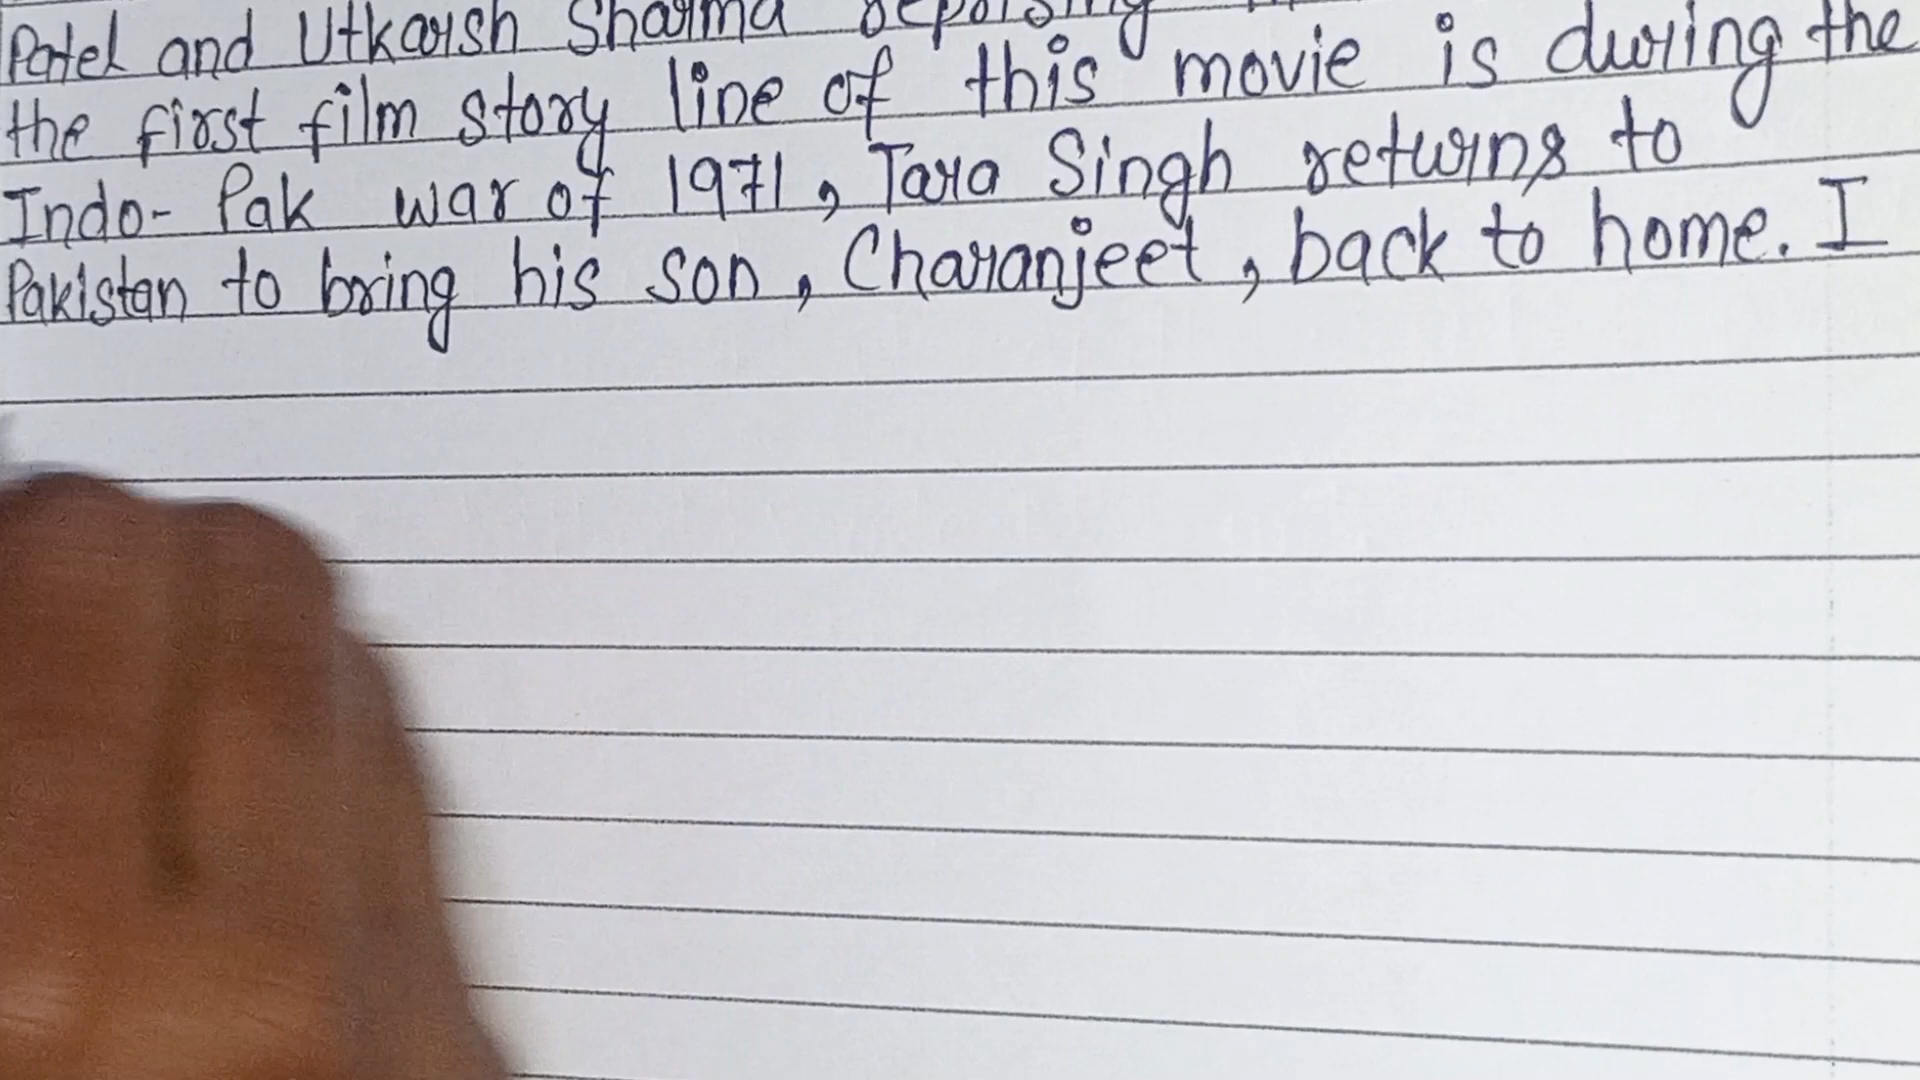 Patel and Utkarsh Sharma
the first film story line of this movie is during the
Indo- Pak war of 1971, Tara Singh returns to
Pakistan to bring his son, Charanjeet, back to home. I